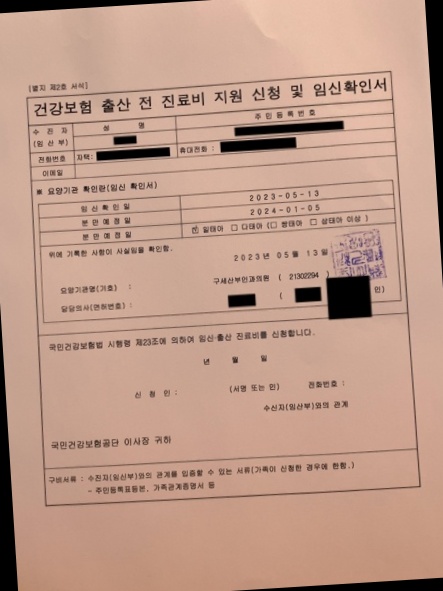 [별지 제2호 서식]
건강보험 출산 전 진료비 지원 신청 및 임신확인서
수 진 자
(임 산 부)
성 명
주 민 등 록 번 호
전화번호
자택:
휴대전화 :
이메일
※ 요양기관 확인란(임신 확인서)
임 신 확 인 일
2023-05-13
분 만 예 정 일
2024-01-05
분 만 예 정 일
☑ 일태아 □ 다태아 (□ 쌍태아 □ 삼태아 이상 )
위에 기록한 사항이 사실임을 확인함.
2023년 05월 13일
요양기관명(기호) :
구세산부인과의원 ( 21302294 )
담당의사(면허번호) :
( 인)
국민건강보험법 시행령 제23조에 의하여 임신·출산 진료비를 신청합니다.
년 월 일
신 청 인 :
(서명 또는 인)
전화번호 :
수신자(임산부)와의 관계
국민건강보험공단 이사장 귀하
구비서류 : 수진자(임산부)와의 관계를 입증할 수 있는 서류(가족이 신청한 경우에 한함.)
- 주민등록표등본, 가족관계증명서 등